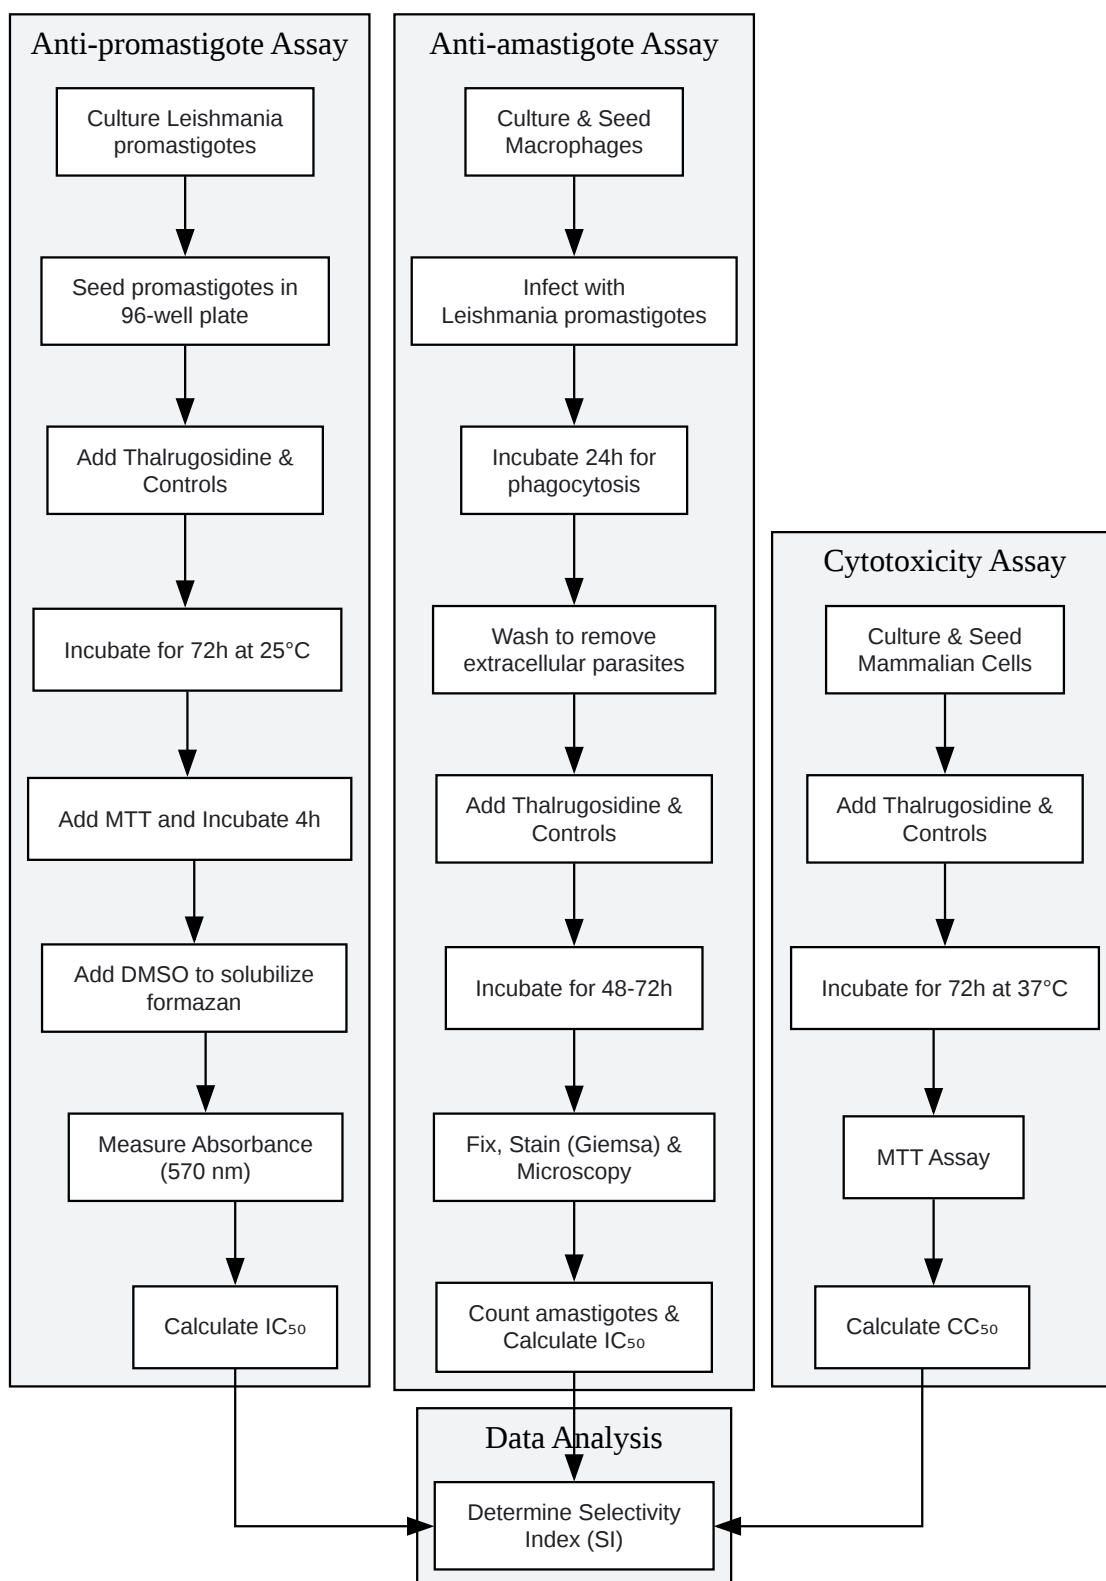 Anti-promastigote Assay
Culture Leishmania
promastigotes
Seed promastigotes in
96-well plate
Add Thalrugosidine &
Controls
Incubate for 72h at 25°C
Add MTT and Incubate 4h
Add DMSO to solubilize
formazan
Measure Absorbance
(570 nm)
Calculate IC₅₀
Anti-amastigote Assay
Culture & Seed
Macrophages
Infect with
Leishmania promastigotes
Incubate 24h for
phagocytosis
Wash to remove
extracellular parasites
Add Thalrugosidine &
Controls
Incubate for 48-72h
Fix, Stain (Giemsa) &
Microscopy
Count amastigotes &
Calculate IC₅₀
Cytotoxicity Assay
Culture & Seed
Mammalian Cells
Add Thalrugosidine &
Controls
Incubate for 72h at 37°C
MTT Assay
Calculate CC₅₀
Data Analysis
Determine Selectivity
Index (SI)